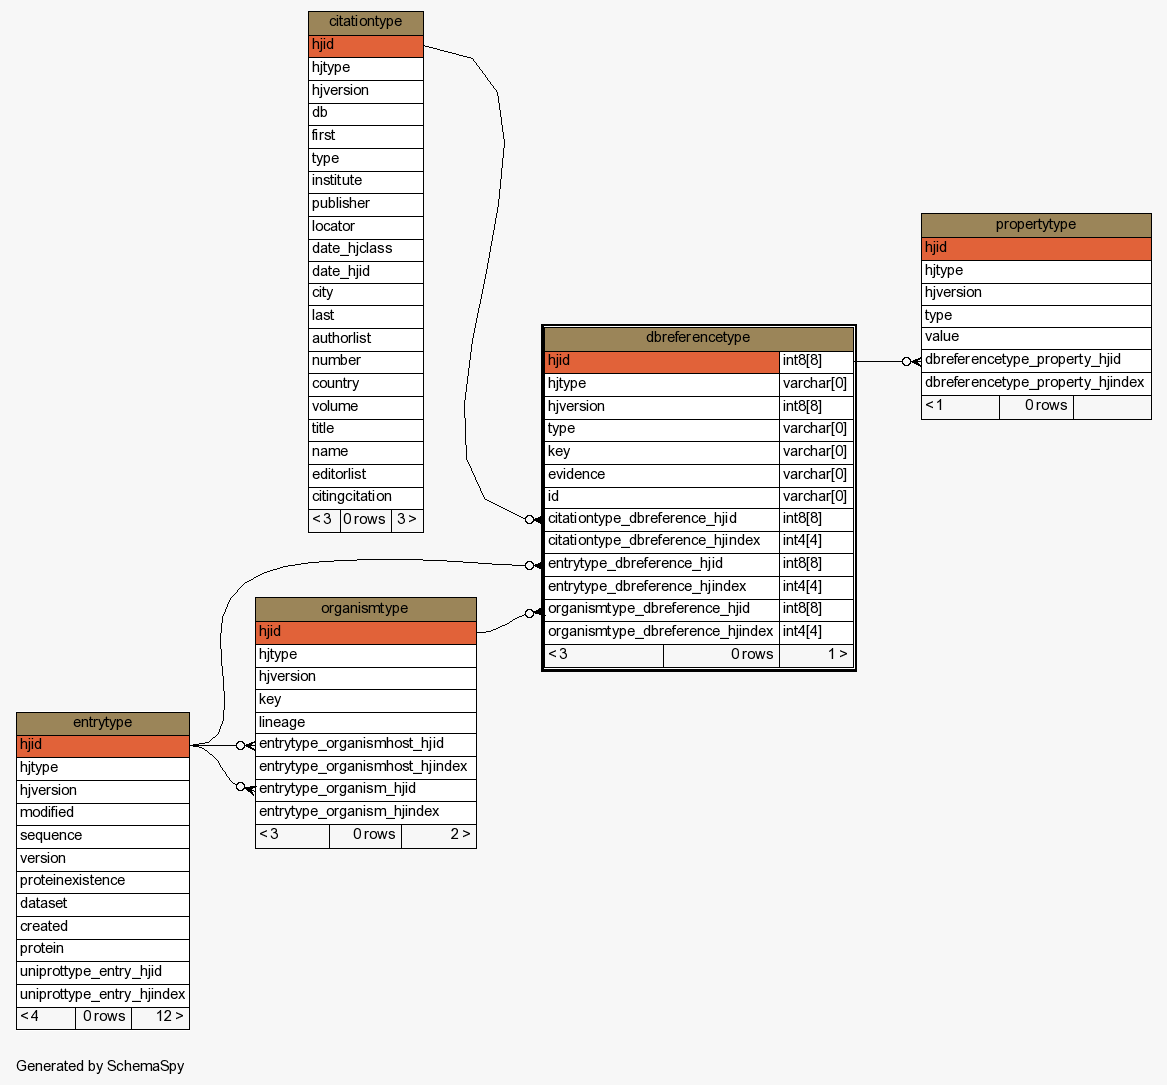 citationtype
hjid
hjtype
hjversion
db
first
type
institute
publisher
locator
date_hjclass
date_hjid
city
last
authorlist
number
country
volume
title
name
editorlist
citingcitation
< 3 0 rows 3 >
propertytype
hjid
hjtype
hjversion
type
value
dbreferencetype_property_hjid
dbreferencetype_property_hjindex
< 1 0 rows
dbreferencetype
hjid int8[8]
hjtype varchar[0]
hjversion int8[8]
type varchar[0]
key varchar[0]
evidence varchar[0]
id varchar[0]
citationtype_dbreference_hjid int8[8]
citationtype_dbreference_hjindex int4[4]
entrytype_dbreference_hjid int8[8]
entrytype_dbreference_hjindex int4[4]
organismtype_dbreference_hjid int8[8]
organismtype_dbreference_hjindex int4[4]
< 3 0 rows 1 >
organismtype
hjid
hjtype
hjversion
key
lineage
entrytype_organismhost_hjid
entrytype_organismhost_hjindex
entrytype_organism_hjid
entrytype_organism_hjindex
< 3 0 rows 2 >
entrytype
hjid
hjtype
hjversion
modified
sequence
version
proteinexistence
dataset
created
protein
uniprottype_entry_hjid
uniprottype_entry_hjindex
< 4 0 rows 12 >
Generated by SchemaSpy